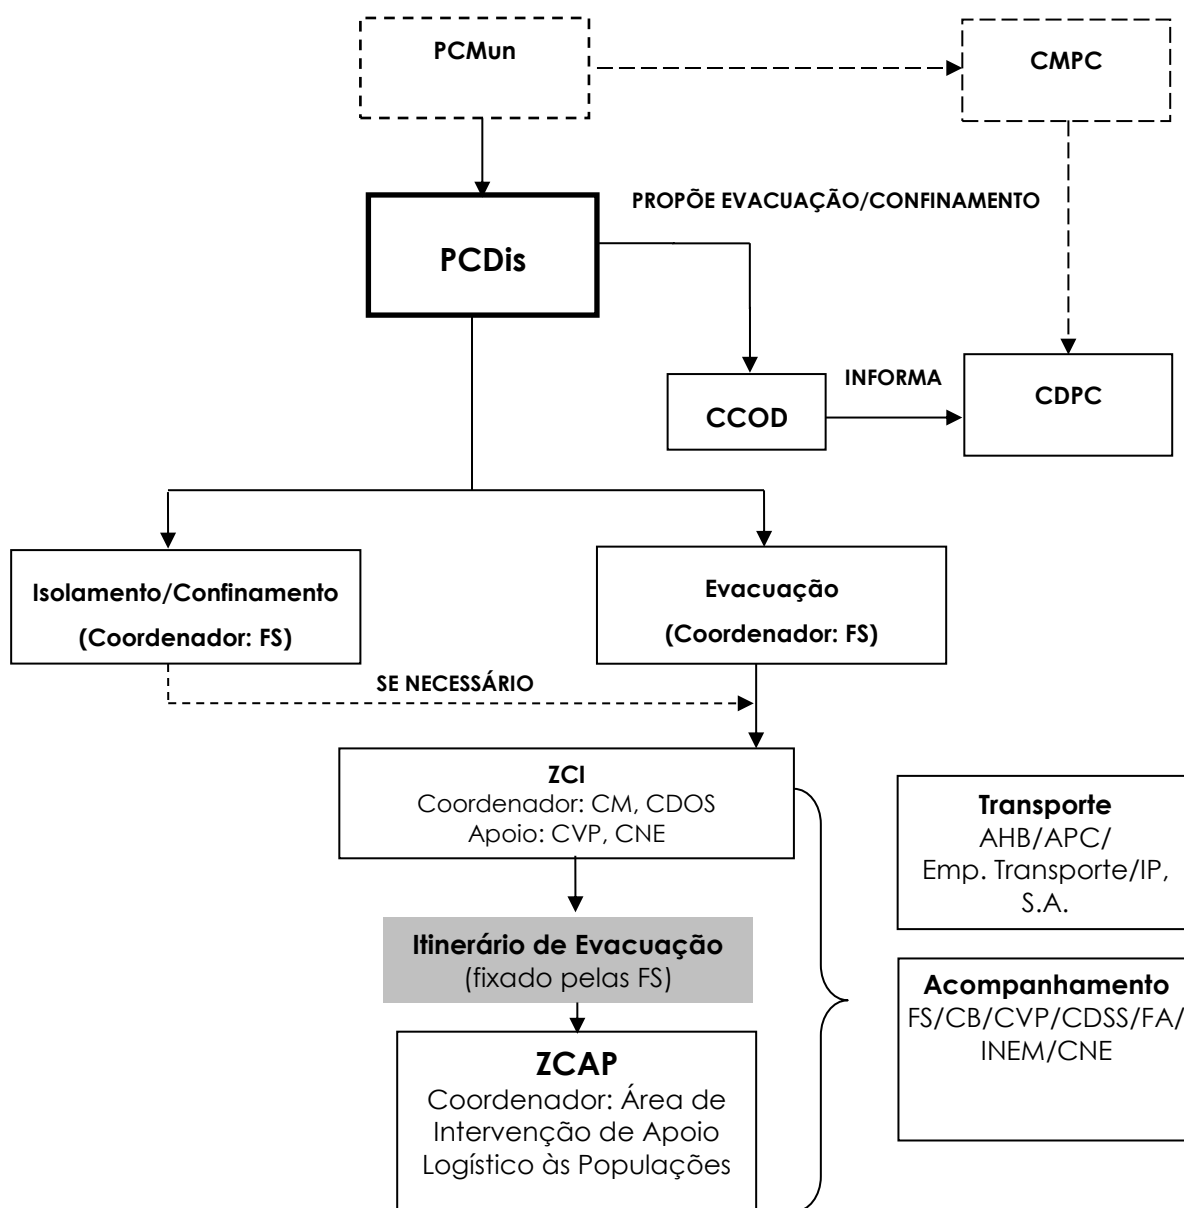 PCMun
CMPC
PROPÕE EVACUAÇÃO/CONFINAMENTO
PCDis
INFORMA
CCOD
CDPC
Isolamento/Confinamento
(Coordenador: FS)
Evacuação
(Coordenador: FS)
SE NECESSÁRIO
ZCI
Coordenador: CM, CDOS
Apoio: CVP, CNE
Itinerário de Evacuação
(fixado pelas FS)
ZCAP
Coordenador: Área de
Intervenção de Apoio
Logístico às Populações
Transporte
AHB/APC/
Emp. Transporte/IP,
S.A.
Acompanhamento
FS/CB/CVP/CDSS/FA/
INEM/CNE